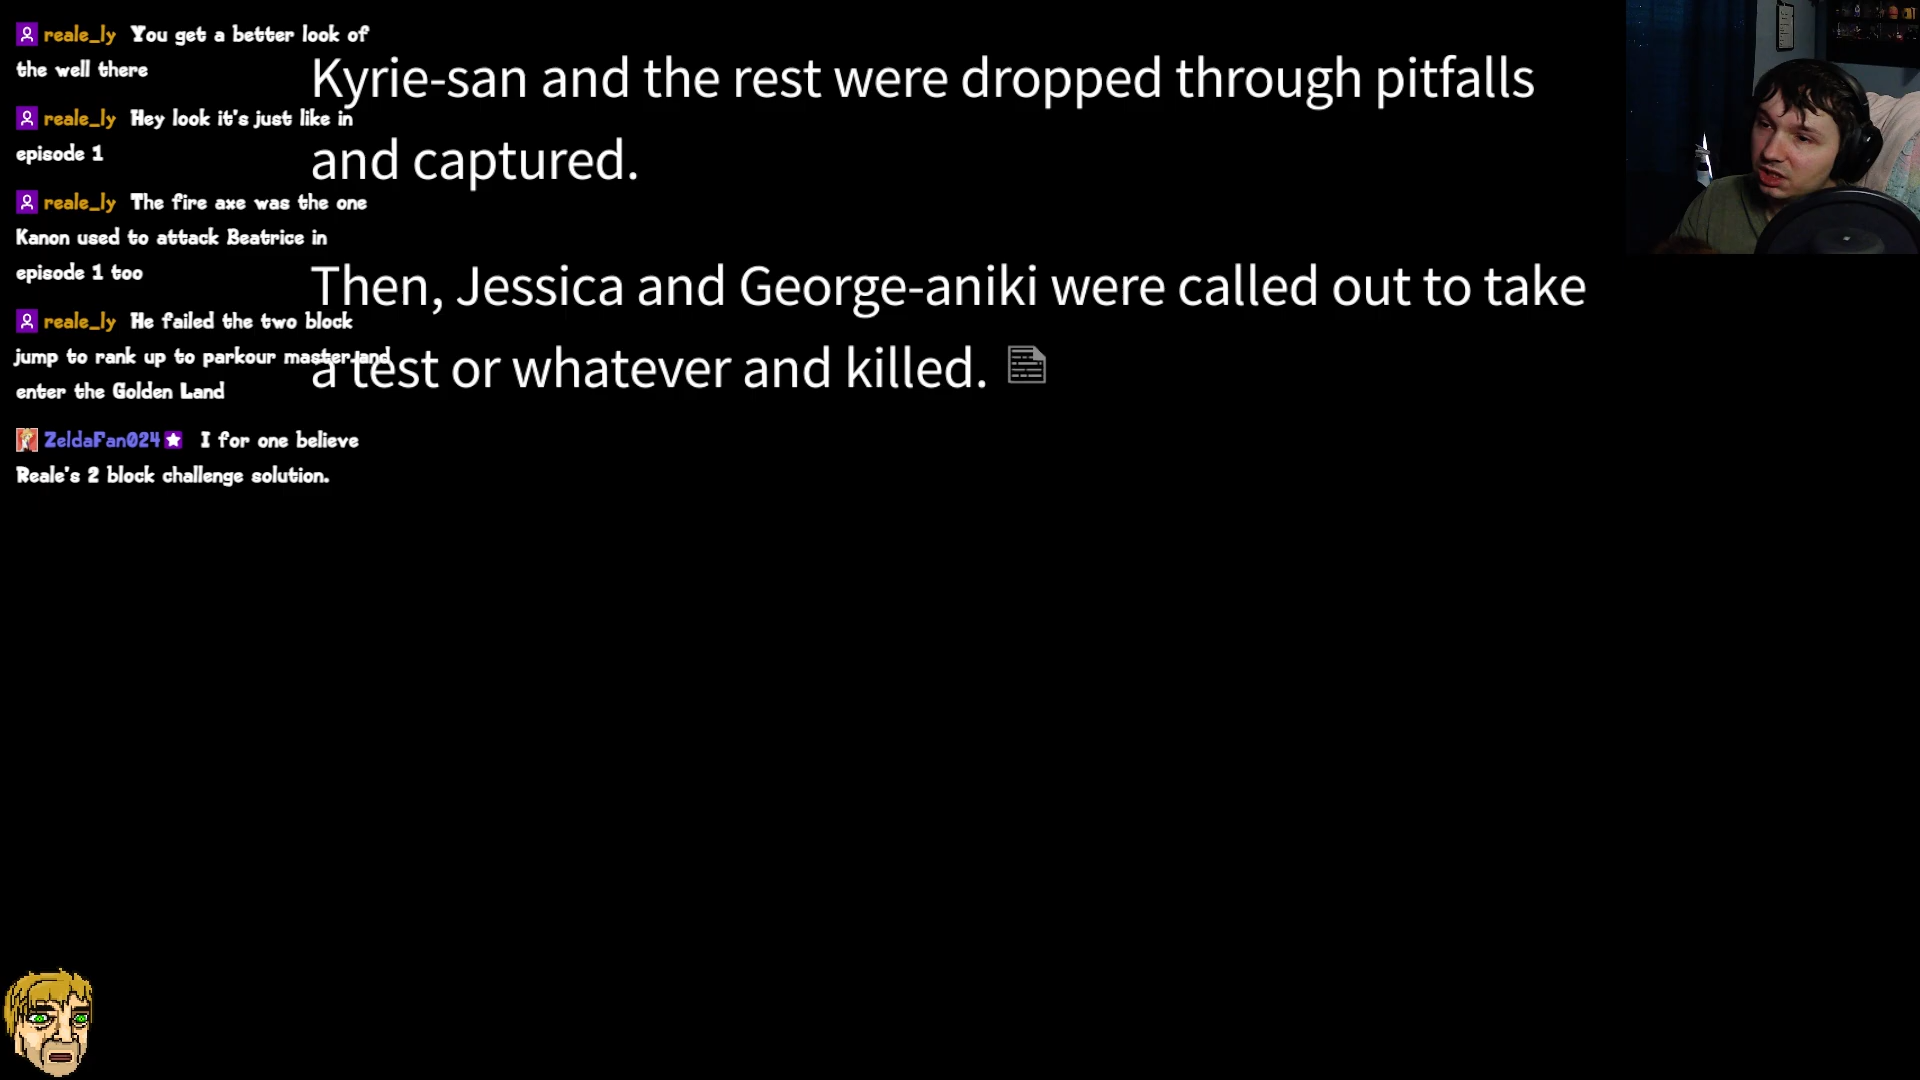 reale_ly You get a better look of
the well there
reale_ly Hey look it's just like in
episode 1
reale_ly The fire axe was the one
Kanon used to attack Beatrice in
episode 1 too
reale_ly He failed the two block
jump to rank up to parkour master and
enter the Golden Land
ZeldaFan024 I for one believe
Reale's 2 block challenge solution.
Kyrie-san and the rest were dropped through pitfalls
and captured.
Then, Jessica and George-aniki were called out to take
a test or whatever and killed.